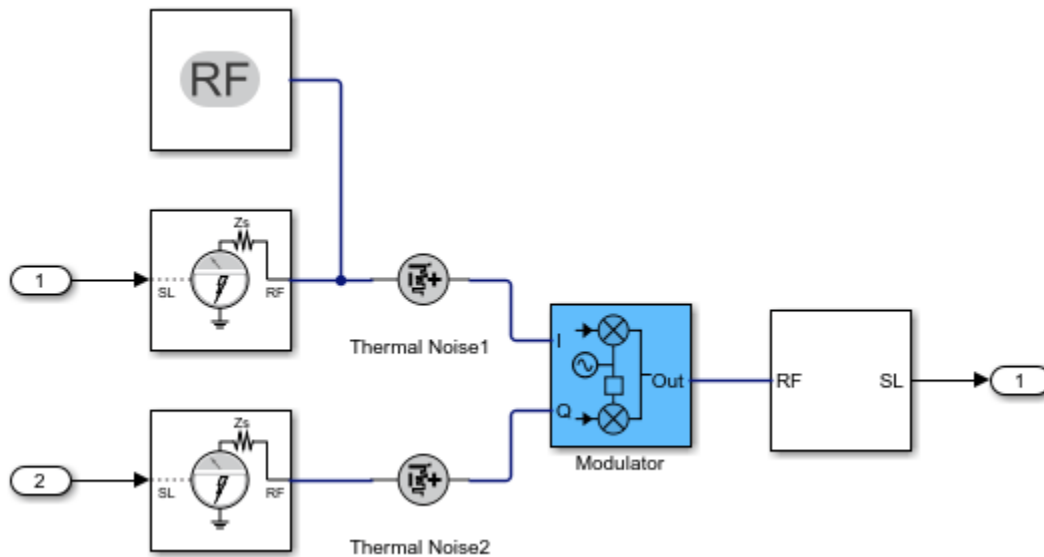 RF
Zs
1
SL
RF
Thermal Noise1
I
Out
Q
Modulator
RF
SL
1
Zs
2
SL
RF
Thermal Noise2